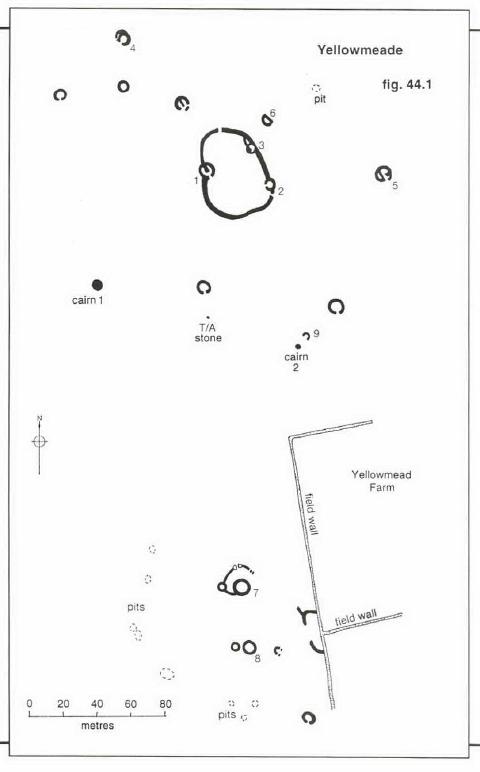 4
Yellowmeade
fig. 44.1
pit
6
3
1
2
5
cairn 1
T/A
stone
9
cairn
2
N
Yellowmead
Farm
field wall
pits
7
field wall
8
pits
0 20 40 60 80
metres